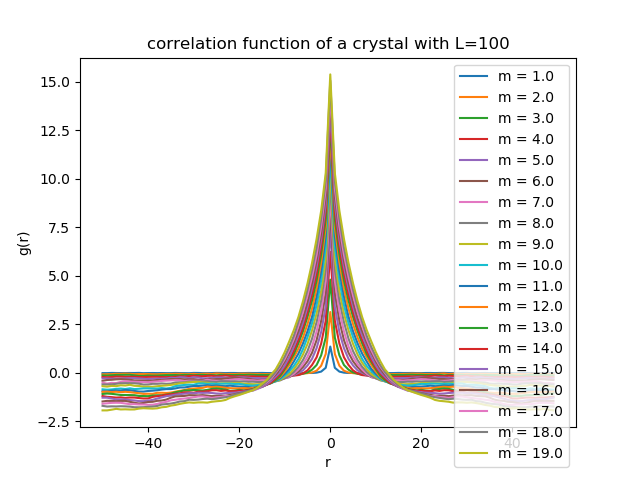 correlation function of a crystal with L=100
15.0
12.5
10.0
7.5
5.0
2.5
0.0
−2.5
g(r)
−40
−20
0
20
40
r
m = 1.0
m = 2.0
m = 3.0
m = 4.0
m = 5.0
m = 6.0
m = 7.0
m = 8.0
m = 9.0
m = 10.0
m = 11.0
m = 12.0
m = 13.0
m = 14.0
m = 15.0
m = 16.0
m = 17.0
m = 18.0
m = 19.0